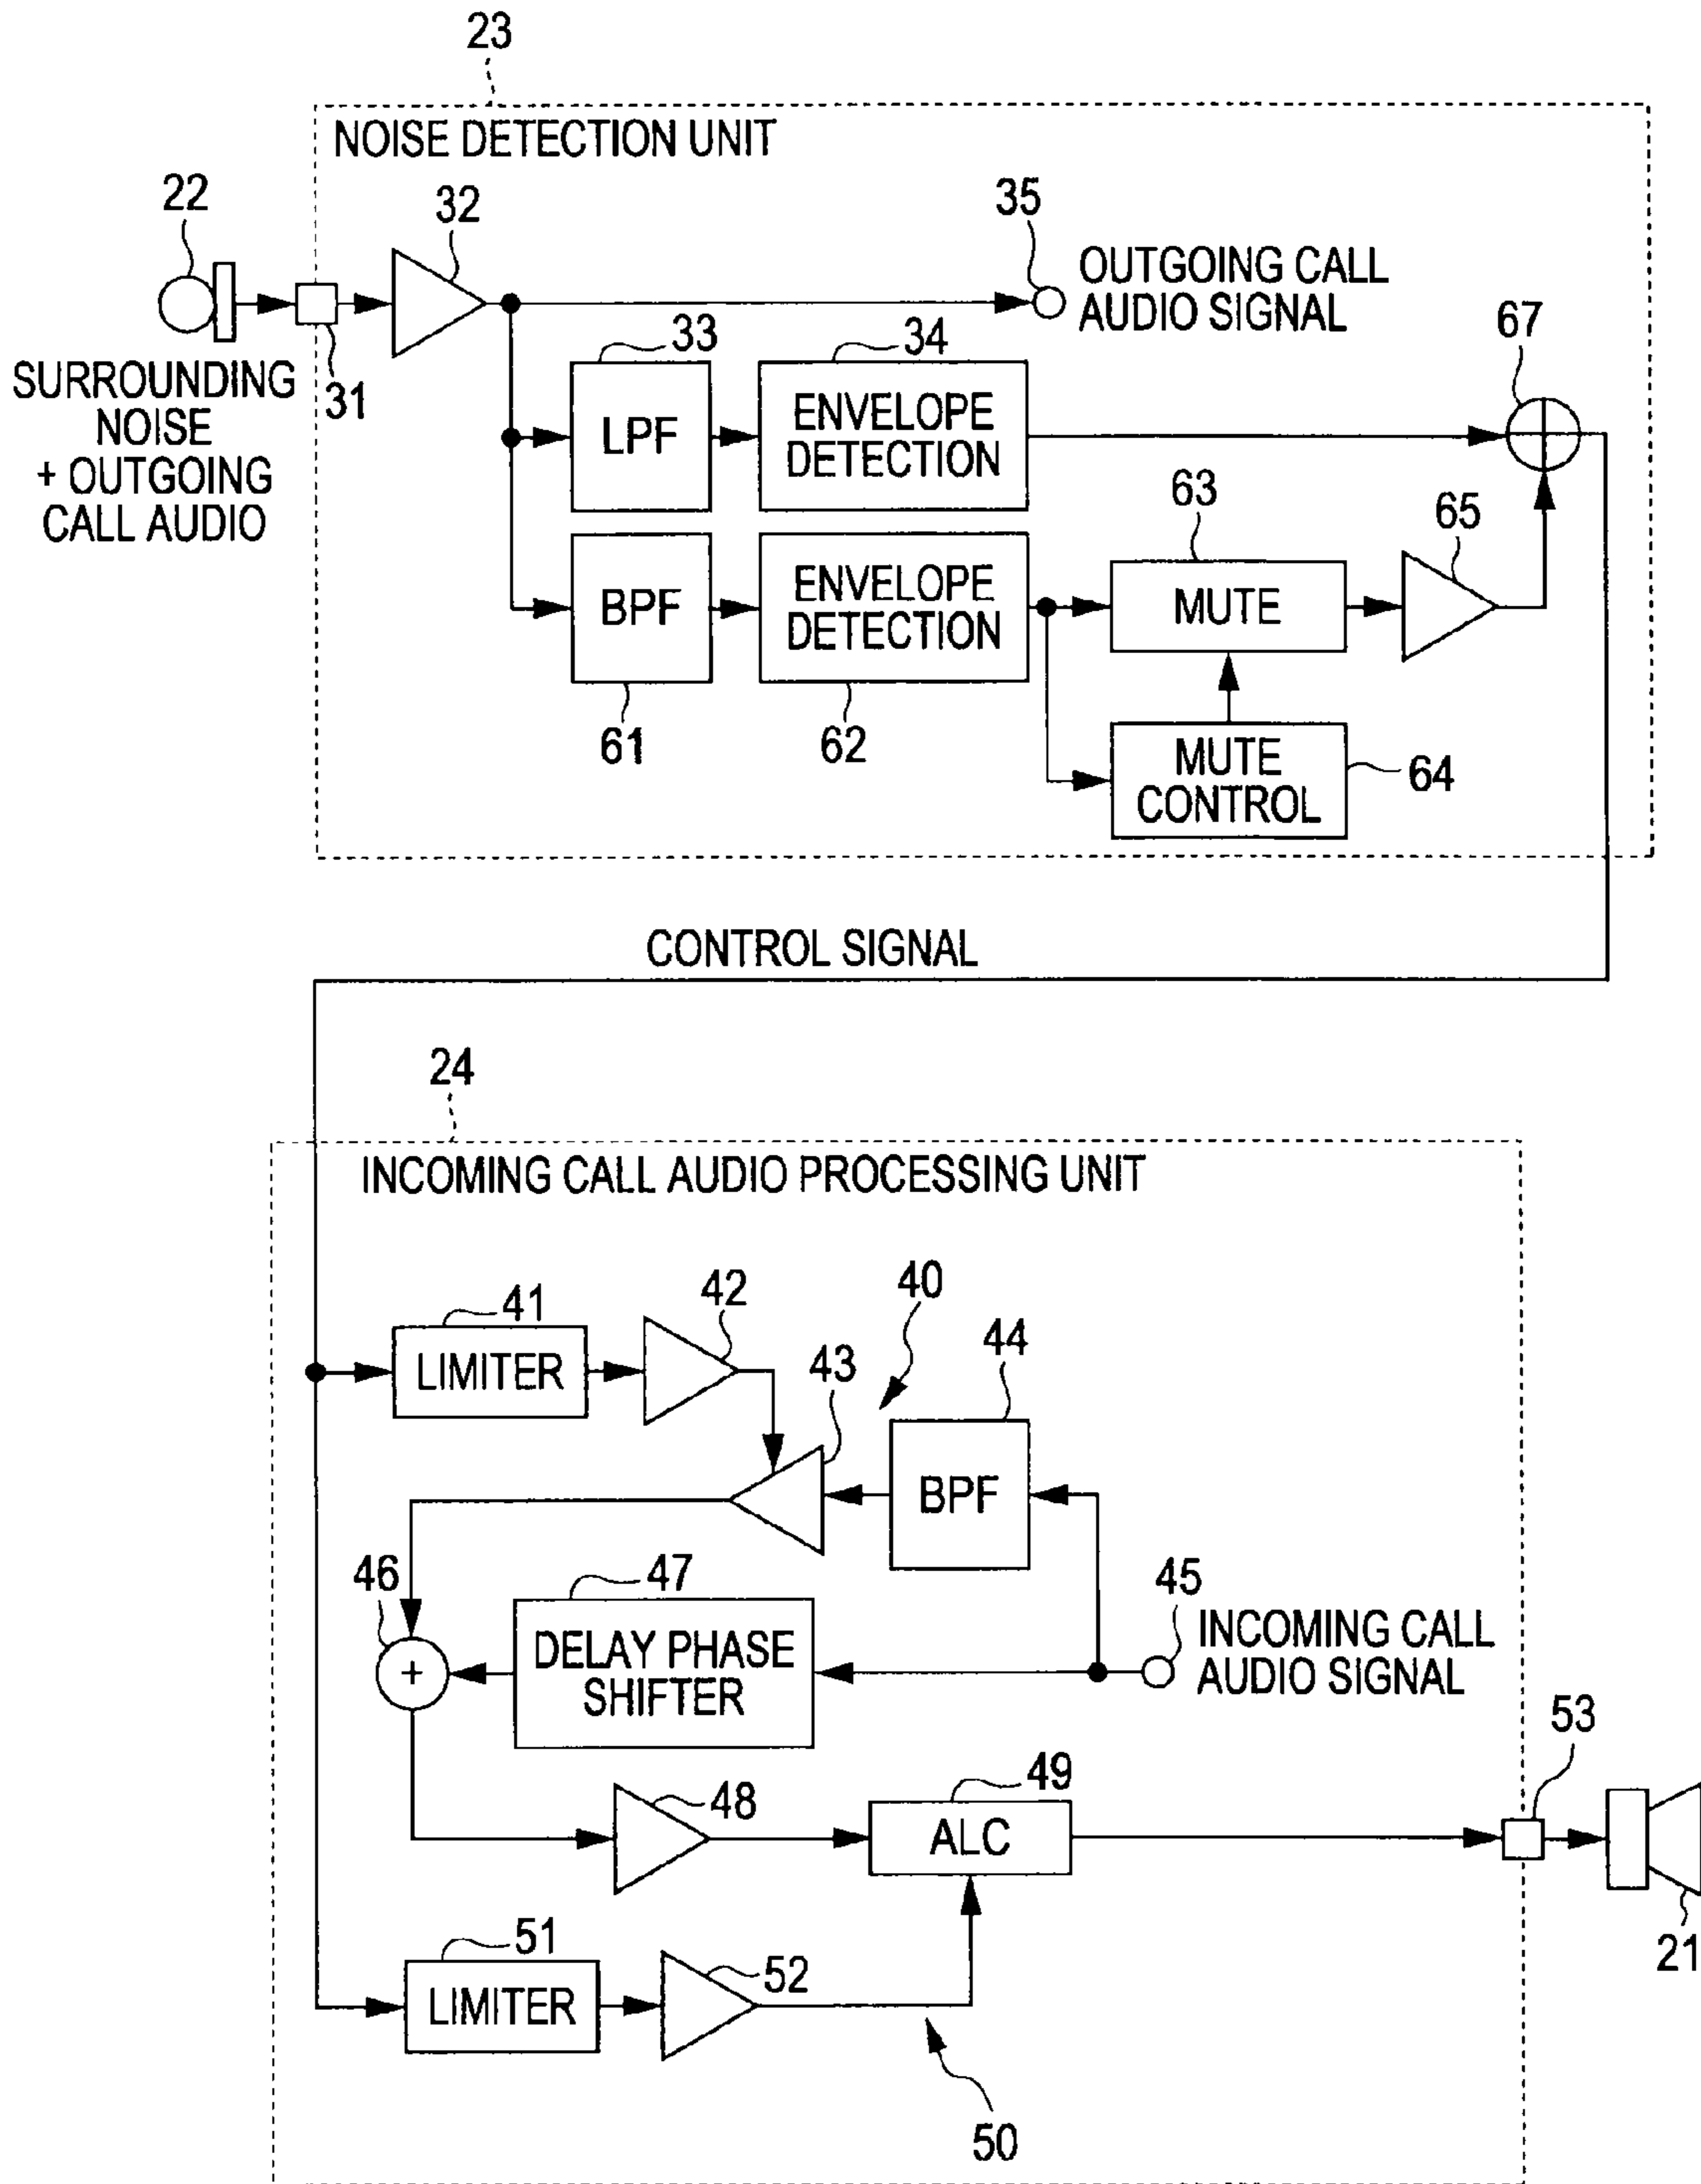 23
NOISE DETECTION UNIT
22
32
35
OUTGOING CALL
AUDIO SIGNAL
67
31
33
34
SURROUNDING
NOISE
+ OUTGOING
CALL AUDIO
LPF
ENVELOPE
DETECTION
63
65
BPF
ENVELOPE
DETECTION
MUTE
61
62
MUTE
CONTROL
64
CONTROL SIGNAL
24
INCOMING CALL AUDIO PROCESSING UNIT
41
42
40
44
LIMITER
43
BPF
46
47
45
+
DELAY PHASE
SHIFTER
INCOMING CALL
AUDIO SIGNAL
53
48
49
ALC
51
52
21
LIMITER
50